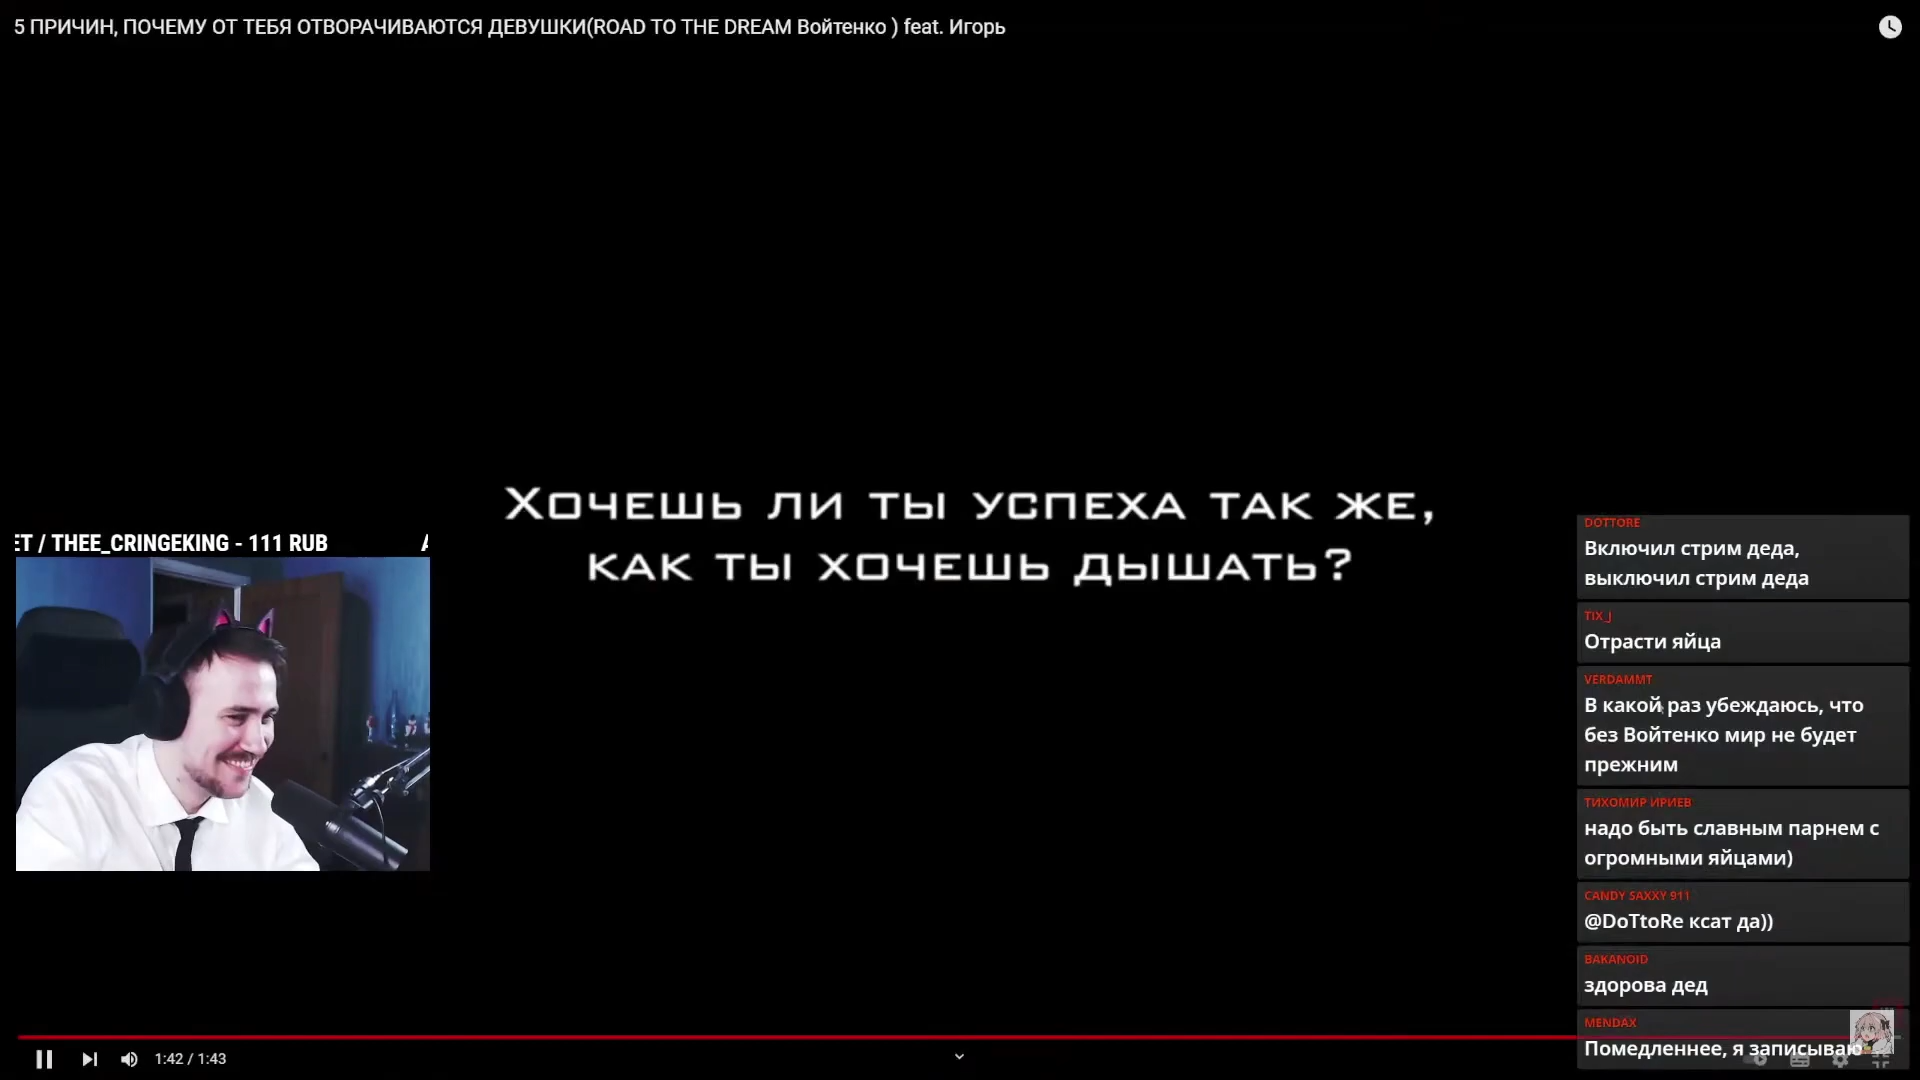 5 ПРИЧИН, ПОЧЕМУ ОТ ТЕБЯ ОТВОРАЧИВАЮТСЯ ДЕВУШКИ(ROAD TO THE DREAM Войтенко ) feat. Игорь
Хочешь ли ты успеха так же,
как ты хочешь дышать?
ET / THEE_CRINGEKING - 111 RUB
DOTTORE
Включил стрим деда,
выключил стрим деда
TIX_J
Отрасти яйца
VERDAMMT
В какой раз убеждаюсь, что
без Войтенко мир не будет
прежним
ТИХОМИР ИРИЕВ
надо быть славным парнем с
огромными яйцами)
CANDY SAXXY 911
@DoTtoRe ксат да))
BAKANOID
здорова дед
MENDAX
Помедленнее, я записываю
1:42 / 1:43